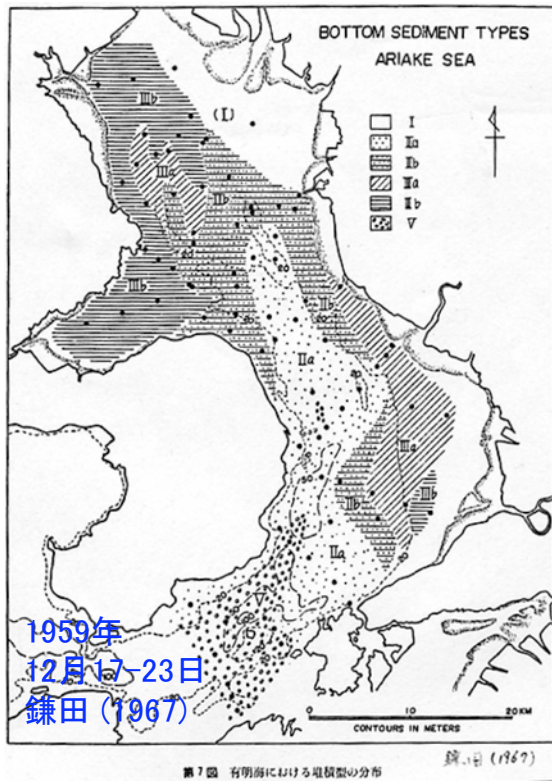 BOTTOM SEDIMENT TYPES
ARIAKE SEA
I
Ⅱa
Ⅱb
Ⅲa
Ⅲb
Ⅴ
Ⅲb
(I)
Ⅲa
Ⅲb
20
20
Ⅲb
Ⅱb
20
Ⅱa
Ⅲa
Ⅲb
Ⅱb
Ⅱa
Ⅴ
1959年
12月17-23日
鎌田 (1967)
0 10 20 KM
CONTOURS IN METERS
第7図 有明海における堆積型の分布
鎌田 (1967)